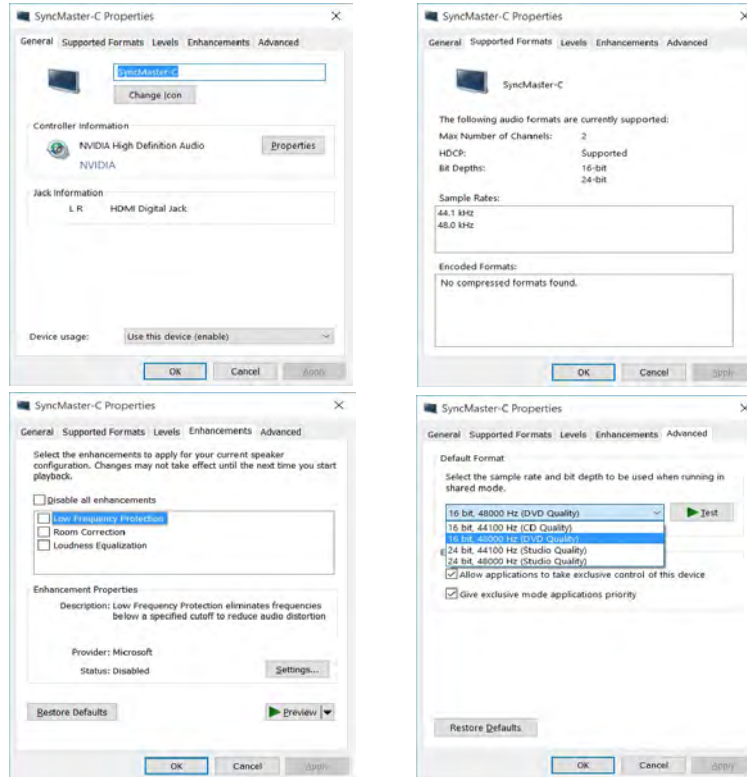 SyncMaster-C Properties
General Supported Formats Levels Enhancements Advanced
SyncMaster-C
Change Icon
Controller Information
NVIDIA High Definition Audio
Properties
NVIDIA
Jack Information
L R HDMI Digital Jack
Device usage: Use this device (enable)
OK Cancel Apply
SyncMaster-C Properties
General Supported Formats Levels Enhancements Advanced
SyncMaster-C
The following audio formats are currently supported:
Max Number of Channels: 2
HDCP: Supported
Bit Depths: 16-bit
24-bit
Sample Rates:
44.1 kHz
48.0 kHz
Encoded Formats:
No compressed formats found.
OK Cancel Apply
SyncMaster-C Properties
General Supported Formats Levels Enhancements Advanced
Select the enhancements to apply for your current speaker
configuration. Changes may not take effect until the next time you start
playback.
Disable all enhancements
Low Frequency Protection
Room Correction
Loudness Equalization
Enhancement Properties
Description: Low Frequency Protection eliminates frequencies
below a specified cutoff to reduce audio distortion
Provider: Microsoft
Status: Disabled
Settings...
Restore Defaults
Preview
OK Cancel Apply
SyncMaster-C Properties
General Supported Formats Levels Enhancements Advanced
Default Format
Select the sample rate and bit depth to be used when running in
shared mode.
16 bit, 48000 Hz (DVD Quality)
Test
16 bit, 44100 Hz (CD Quality)
16 bit, 48000 Hz (DVD Quality)
24 bit, 44100 Hz (Studio Quality)
24 bit, 48000 Hz (Studio Quality)
Allow applications to take exclusive control of this device
Give exclusive mode applications priority
Restore Defaults
OK Cancel Apply